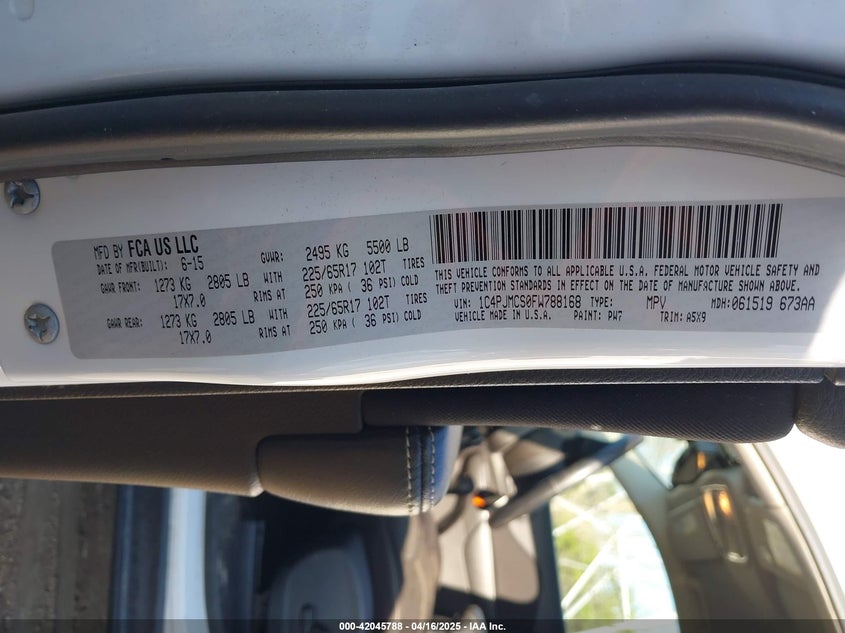 MFD BY FCA US LLC
DATE OF MFR(BUILT): 6-15 GVWR: 2495 KG 5500 LB
GAWR FRONT: 1273 KG 2805 LB WITH 225/65R17 102T TIRES
17X7.0 RIMS AT 250 KPA ( 36 PSI) COLD
GAWR REAR: 1273 KG 2805 LB WITH 225/65R17 102T TIRES
17X7.0 RIMS AT 250 KPA ( 36 PSI) COLD
THIS VEHICLE CONFORMS TO ALL APPLICABLE U.S.A. FEDERAL MOTOR VEHICLE SAFETY AND
THEFT PREVENTION STANDARDS IN EFFECT ON THE DATE OF MANUFACTURE SHOWN ABOVE.
VIN: 1C4PJMCS0FW788168 TYPE: MPV MDH: 061519 673AA
VEHICLE MADE IN U.S.A. PAINT: PW7 TRIM: A5X9
000-42045788 - 04/16/2025 - IAA Inc.